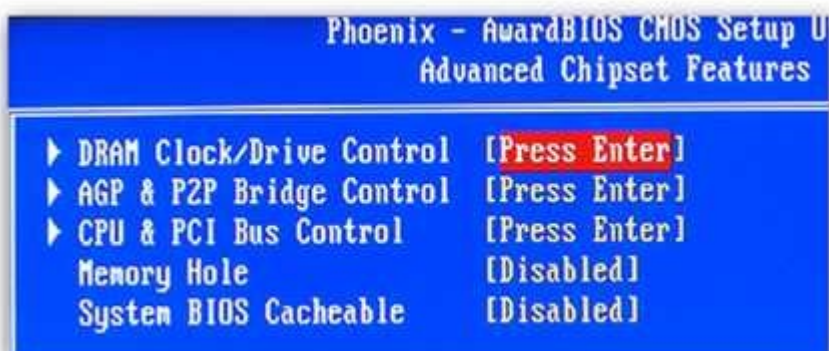 Phoenix - AwardBIOS CMOS Setup U
Advanced Chipset Features
DRAM Clock/Drive Control [Press Enter]
AGP & P2P Bridge Control [Press Enter]
CPU & PCI Bus Control [Press Enter]
Memory Hole [Disabled]
System BIOS Cacheable [Disabled]